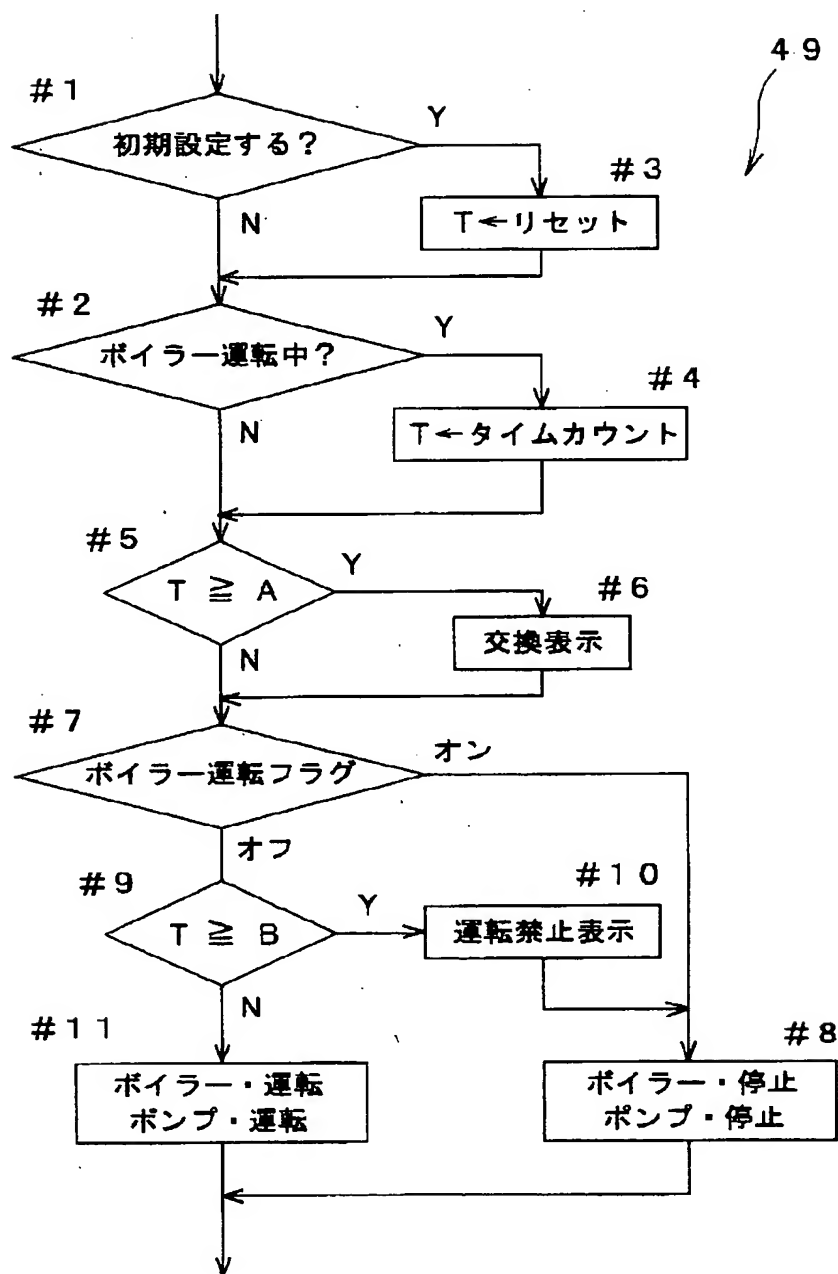 49
#1
初期設定する?
Y
N
#3
T←リセット
#2
ボイラー運転中?
Y
N
#4
T←タイムカウント
#5
T ≧ A
Y
N
#6
交換表示
#7
ボイラー運転フラグ
オン
オフ
#9
T ≧ B
Y
N
#10
運転禁止表示
#11
ボイラー・運転
ポンプ・運転
#8
ボイラー・停止
ポンプ・停止